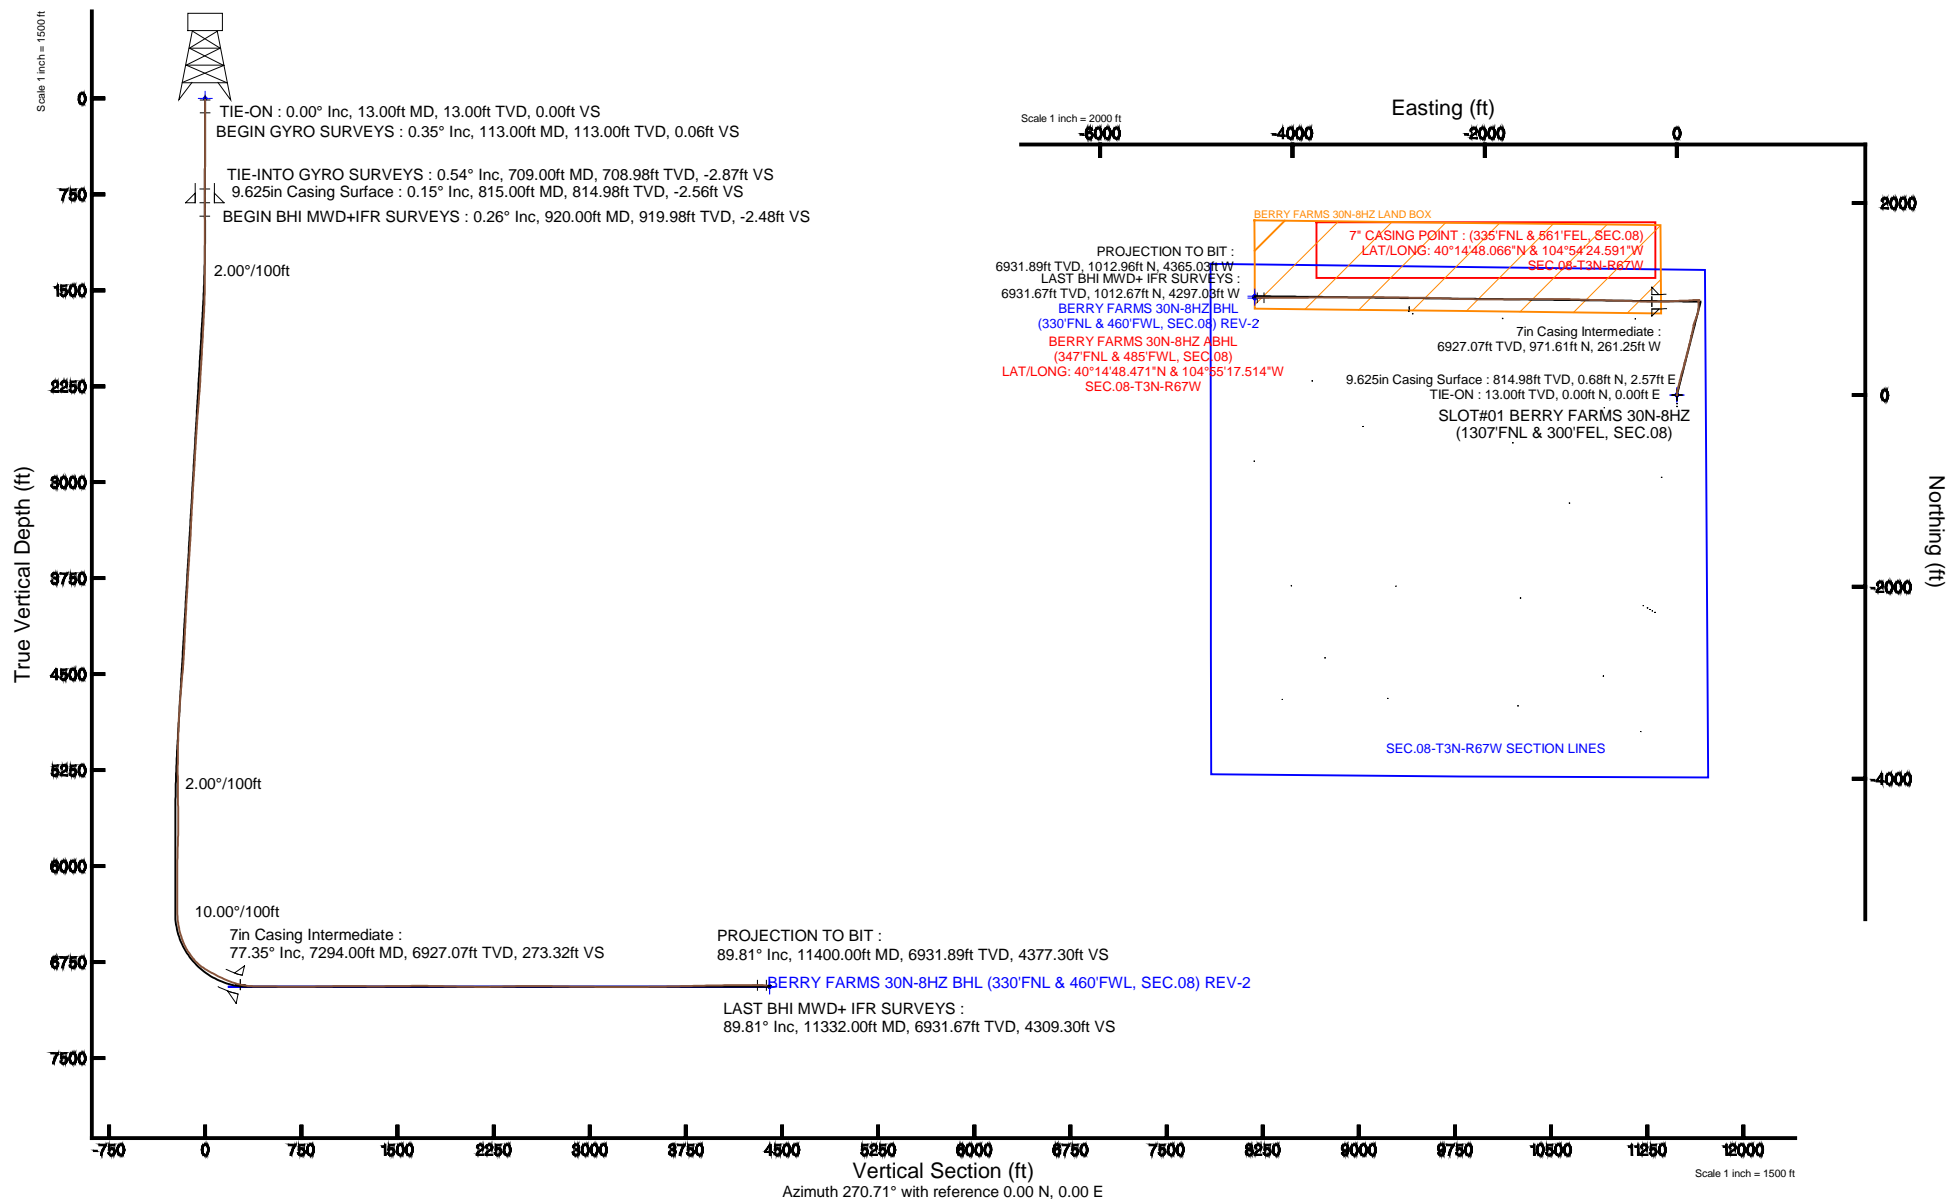 Scale 1 inch = 1500 ft
True Vertical Depth (ft)
0
750
1500
2250
3000
3750
4500
5250
6000
6750
7500
TIE-ON : 0.00° Inc, 13.00ft MD, 13.00ft TVD, 0.00ft VS
BEGIN GYRO SURVEYS : 0.35° Inc, 113.00ft MD, 113.00ft TVD, 0.06ft VS
TIE-INTO GYRO SURVEYS : 0.54° Inc, 709.00ft MD, 708.98ft TVD, -2.87ft VS
9.625in Casing Surface : 0.15° Inc, 815.00ft MD, 814.98ft TVD, -2.56ft VS
BEGIN BHI MWD+IFR SURVEYS : 0.26° Inc, 920.00ft MD, 919.98ft TVD, -2.48ft VS
2.00°/100ft
2.00°/100ft
10.00°/100ft
7in Casing Intermediate :
77.35° Inc, 7294.00ft MD, 6927.07ft TVD, 273.32ft VS
PROJECTION TO BIT :
89.81° Inc, 11400.00ft MD, 6931.89ft TVD, 4377.30ft VS
BERRY FARMS 30N-8HZ BHL (330'FNL & 460'FWL, SEC.08) REV-2
LAST BHI MWD+ IFR SURVEYS :
89.81° Inc, 11332.00ft MD, 6931.67ft TVD, 4309.30ft VS
-750 0 750 1500 2250 3000 3750 4500 5250 6000 6750 7500 8250 9000 9750 10500 11250 12000
Vertical Section (ft)
Azimuth 270.71° with reference 0.00 N, 0.00 E
Scale 1 inch = 1500 ft
Easting (ft)
Scale 1 inch = 2000 ft
-6000 -4000 -2000 0
BERRY FARMS 30N-8HZ LAND BOX
7" CASING POINT : (335'FNL & 561'FEL, SEC.08)
LAT/LONG: 40°14'48.066"N & 104°54'24.591"W
SEC.08-T3N-R67W
PROJECTION TO BIT :
6931.89ft TVD, 1012.96ft N, 4365.03ft W
LAST BHI MWD+ IFR SURVEYS :
6931.67ft TVD, 1012.67ft N, 4297.03ft W
BERRY FARMS 30N-8HZ BHL
(330'FNL & 460'FWL, SEC.08) REV-2
BERRY FARMS 30N-8HZ ABHL
(347'FNL & 485'FWL, SEC.08)
LAT/LONG: 40°14'48.471"N & 104°55'17.514"W
SEC.08-T3N-R67W
7in Casing Intermediate :
6927.07ft TVD, 971.61ft N, 261.25ft W
9.625in Casing Surface : 814.98ft TVD, 0.68ft N, 2.57ft E
TIE-ON : 13.00ft TVD, 0.00ft N, 0.00ft E
SLOT#01 BERRY FARMS 30N-8HZ
(1307'FNL & 300'FEL, SEC.08)
SEC.08-T3N-R67W SECTION LINES
2000
0
-2000
-4000
Northing (ft)